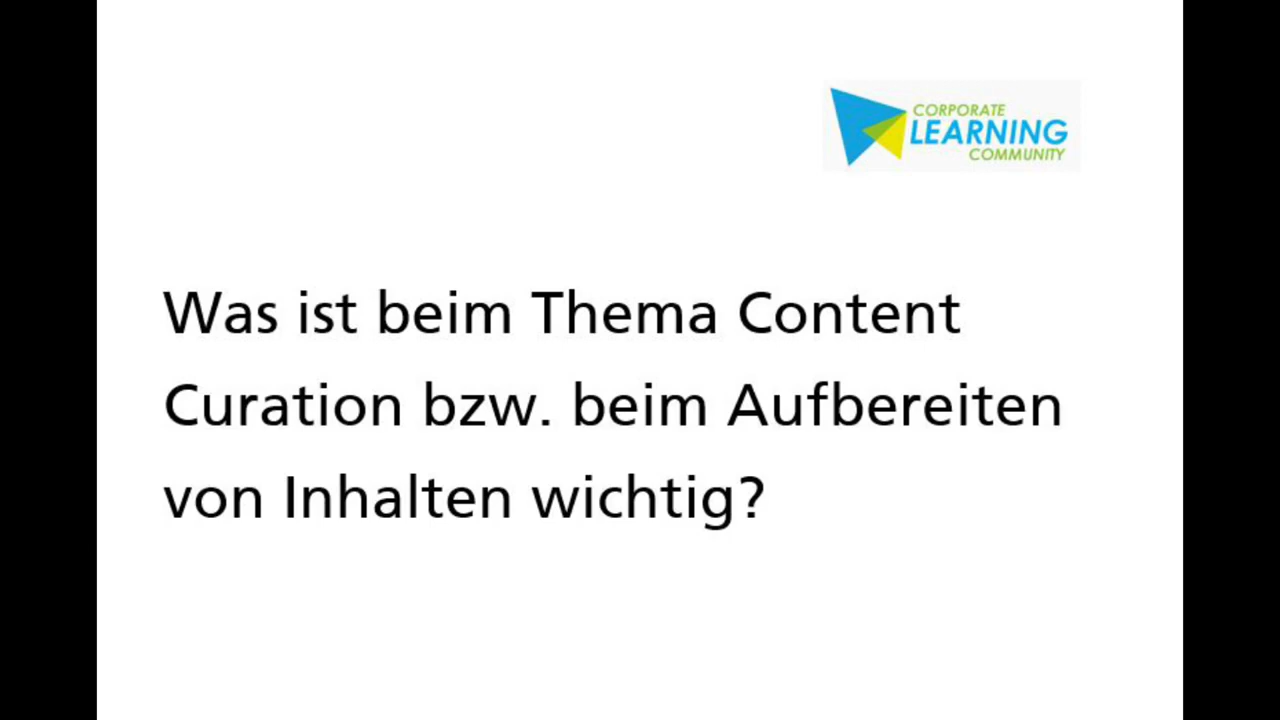 CORPORATE
LEARNING
COMMUNITY
Was ist beim Thema Content
Curation bzw. beim Aufbereiten
von Inhalten wichtig?